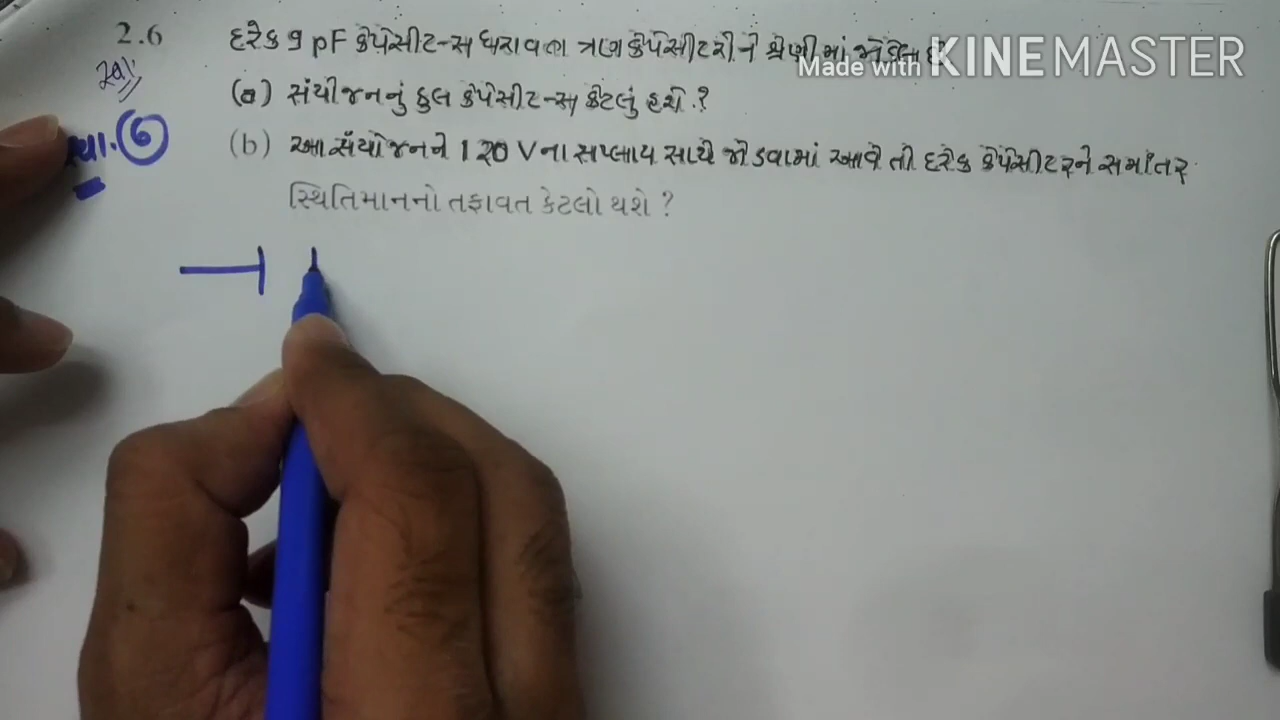 2.6 દરેક 9 pF કેપેસીટન્સ ધરાવતા ત્રણ કેપેસીટરોને શ્રેણીમાં જોડેલા છે
Made with KINEMASTER
(a) સંયોજનનું કુલ કેપેસીટન્સ કેટલું હશે ?
(b) આ સંયોજનને 120 V ના સપ્લાય સાથે જોડવામાં આવે તો દરેક કેપેસીટરને સમાંતર
સ્થિતિમાનનો તફાવત કેટલો થશે ?